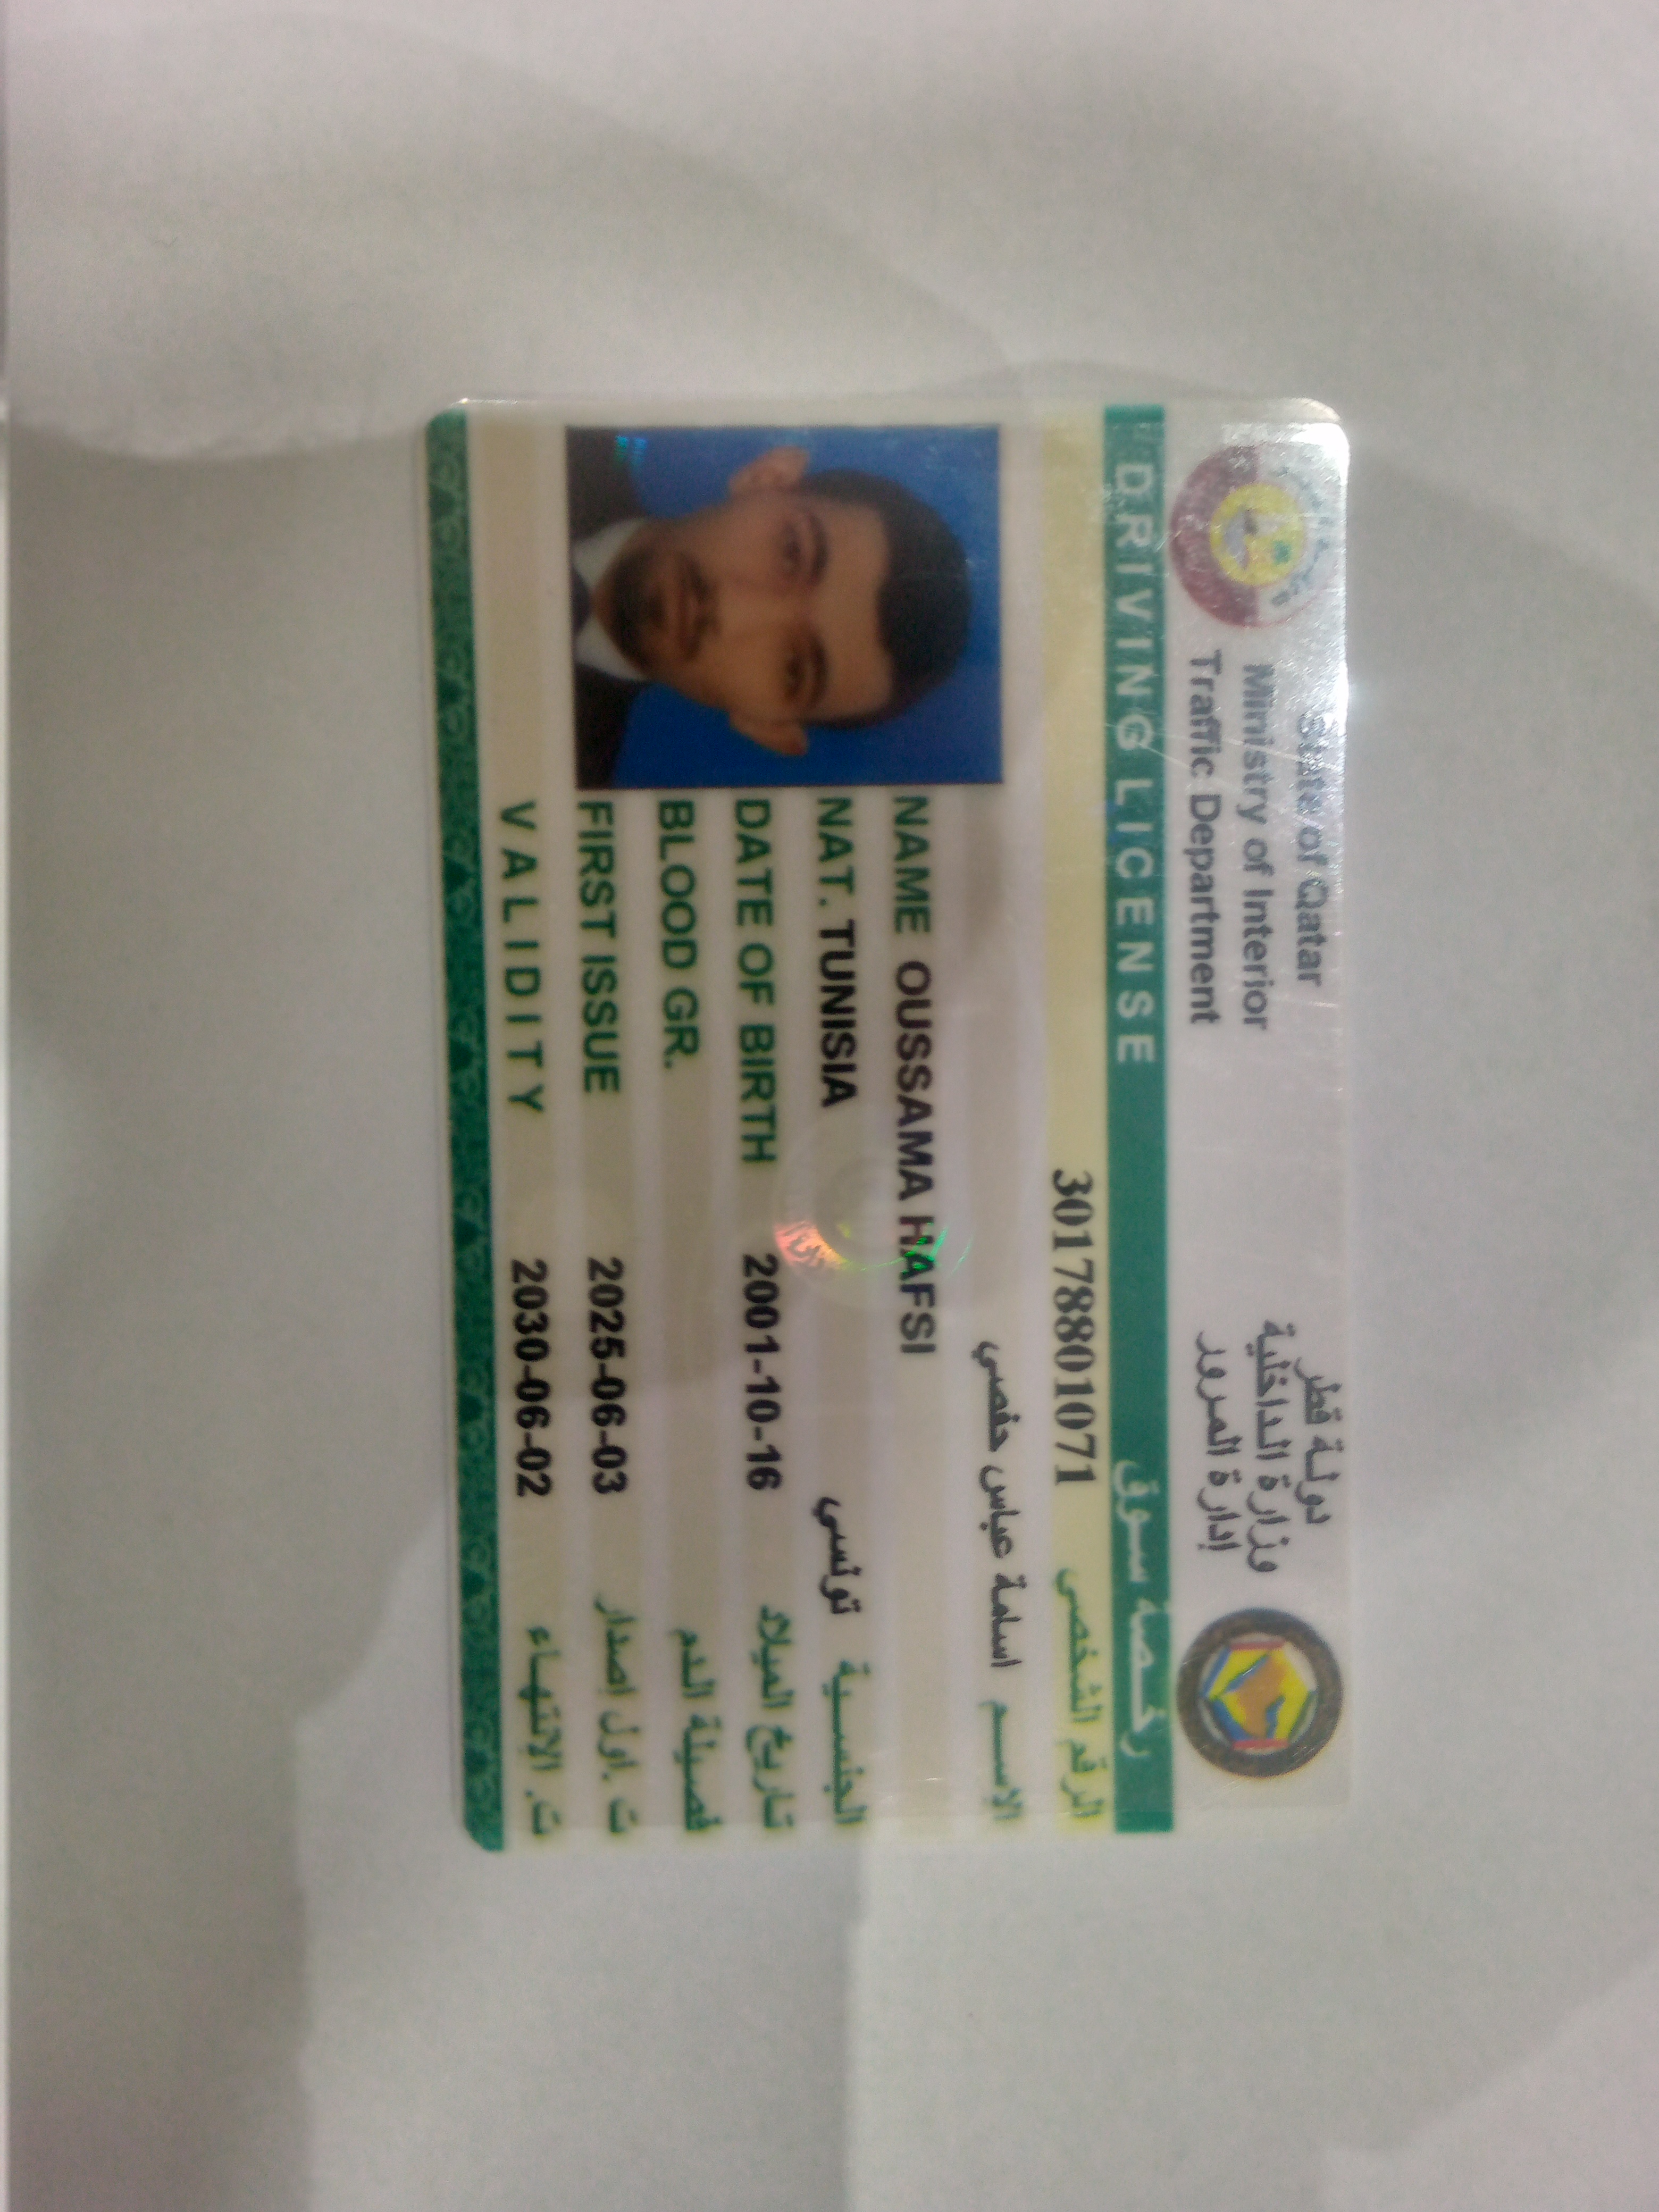 State of Qatar
Ministry of Interior
Traffic Department
دولة قطر
وزارة الداخلية
إدارة المرور
DRIVING LICENSE رخصة سوق
30178801071 الرقم الشخصي
الإسم اسامة عباس حفصي
NAME OUSSAMA HAFSI
NAT. TUNISIA تونسي الجنسية
DATE OF BIRTH 2001-10-16 تاريخ الميلاد
BLOOD GR. فصيلة الدم
FIRST ISSUE 2025-06-03 ت .اول اصدار
VALIDITY 2030-06-02 ت. الانتهاء